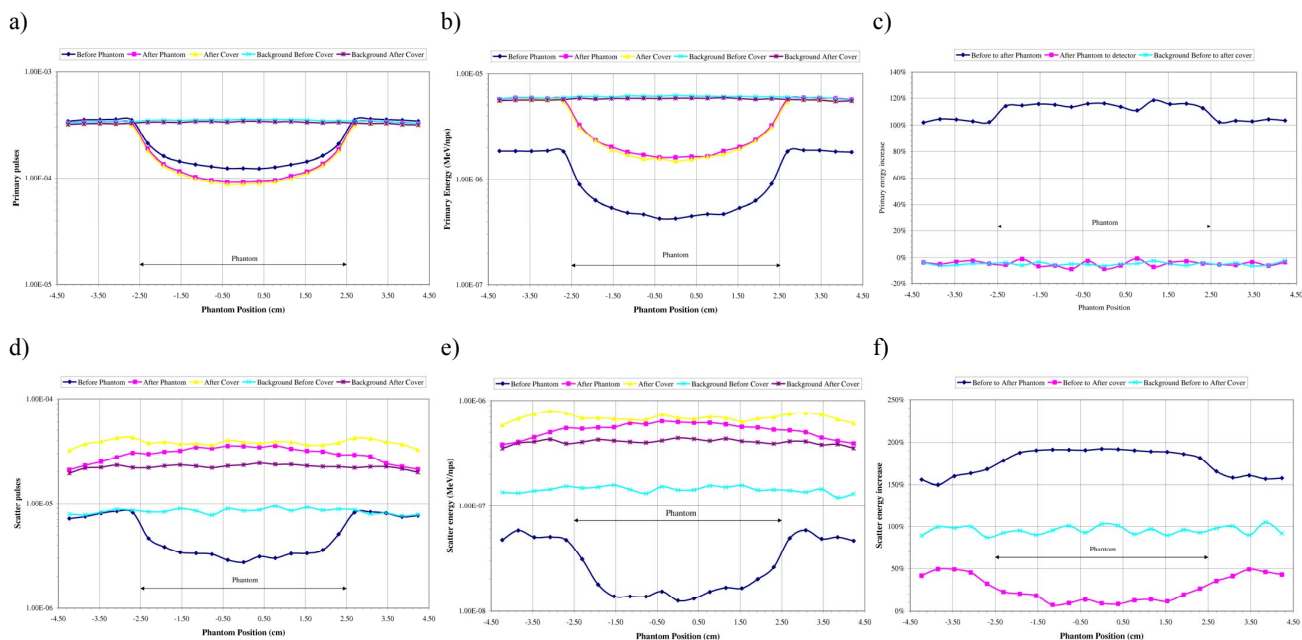 a)
Before Phantom After Phantom After Cover Background Before Cover Background After Cover
1.00E-03
1.00E-04
1.00E-05
Primary pulses
Phantom
-4.50 -3.50 -2.50 -1.50 -0.50 0.50 1.50 2.50 3.50 4.50
Phantom Position (cm)
b)
Before Phantom After Phantom After Cover Background Before Cover Background After Cover
1.00E-05
1.00E-06
1.00E-07
Primary Energy (MeV/nps)
Phantom
-4.50 -3.50 -2.50 -1.50 -0.50 0.50 1.50 2.50 3.50 4.50
Phantom Position (cm)
c)
Before to after Phantom After Phantom to detector Background Before to after cover
140%
120%
100%
80%
60%
40%
20%
0%
-20%
Primary energy increase
Phantom
-4.50 -3.50 -2.50 -1.50 -0.50 0.50 1.50 2.50 3.50 4.50
Phantom Position (cm)
d)
Before Phantom After Phantom After Cover Background Before Cover Background After Cover
1.00E-04
1.00E-05
1.00E-06
Scatter pulses
Phantom
-4.50 -3.50 -2.50 -1.50 -0.50 0.50 1.50 2.50 3.50 4.50
Phantom Position (cm)
e)
Before Phantom After Phantom After Cover Background Before Cover Background After Cover
1.00E-06
1.00E-07
1.00E-08
Scatter energy (MeV/nps)
Phantom
-4.50 -3.50 -2.50 -1.50 -0.50 0.50 1.50 2.50 3.50 4.50
Phantom Position (cm)
f)
Before to After Phantom Before to After cover Background Before to After Cover
250%
200%
150%
100%
50%
0%
Scatter energy increase
Phantom
-4.50 -3.50 -2.50 -1.50 -0.50 0.50 1.50 2.50 3.50 4.50
Phantom Position (cm)